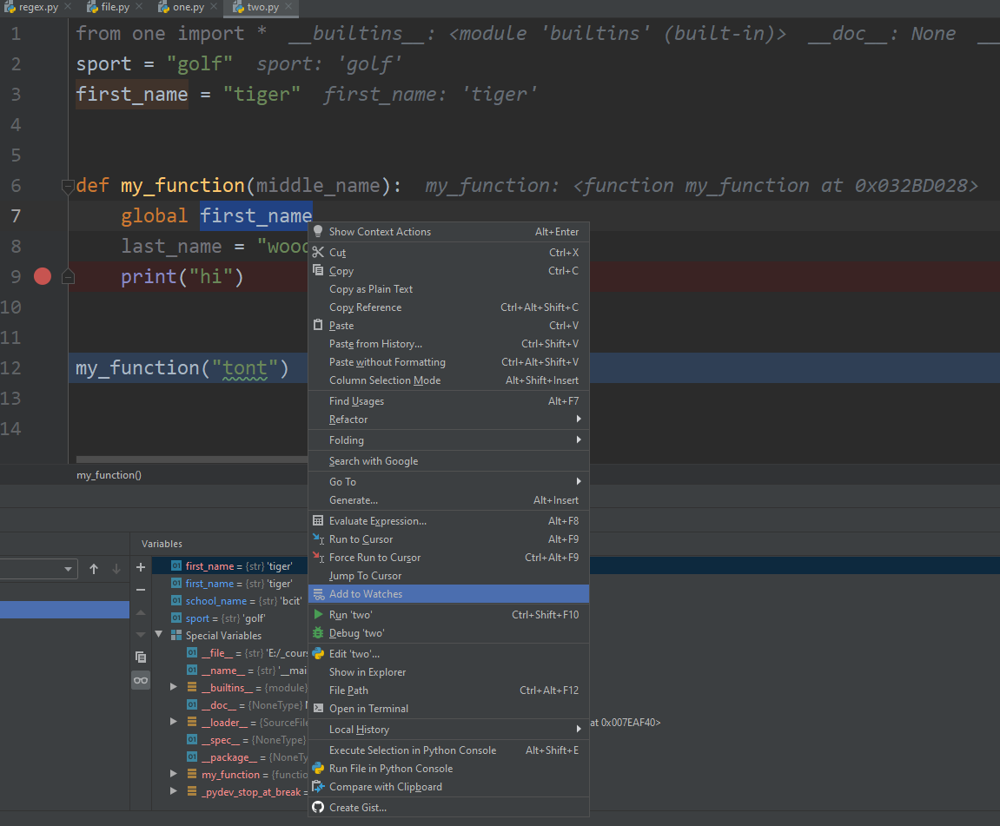 regex.py file.py one.py two.py
1 from one import * __builtins__: <module 'builtins' (built-in)> __doc__: None
2 sport = "golf" sport: 'golf'
3 first_name = "tiger" first_name: 'tiger'
4
5
6 def my_function(middle_name): my_function: <function my_function at 0x032BD028>
7 global first_name
8 last_name = "wood
9 print("hi")
10
11
12 my_function("tont")
13
14
my_function()
Show Context Actions Alt+Enter
Cut Ctrl+X
Copy Ctrl+C
Copy as Plain Text
Copy Reference Ctrl+Alt+Shift+C
Paste Ctrl+V
Paste from History... Ctrl+Shift+V
Paste without Formatting Ctrl+Alt+Shift+V
Column Selection Mode Alt+Shift+Insert
Find Usages Alt+F7
Refactor
Folding
Search with Google
Go To
Generate... Alt+Insert
Evaluate Expression... Alt+F8
Run to Cursor Alt+F9
Force Run to Cursor Ctrl+Alt+F9
Jump To Cursor
Add to Watches
Run 'two' Ctrl+Shift+F10
Debug 'two'
Edit 'two'...
Show in Explorer
File Path Ctrl+Alt+F12
Open in Terminal
Local History
Execute Selection in Python Console Alt+Shift+E
Run File in Python Console
Compare with Clipboard
Create Gist...
Variables
first_name = {str} 'tiger'
first_name = {str} 'tiger'
school_name = {str} 'bcit'
sport = {str} 'golf'
Special Variables
__file__ = {str} 'E:/_cours
__name__ = {str} '__mai
__builtins__ = {module}
__doc__ = {NoneType}
__loader__ = {SourceFile at 0x007EAF40>
__spec__ = {NoneType}
__package__ = {NoneTy
my_function = {functio
_pydev_stop_at_break =